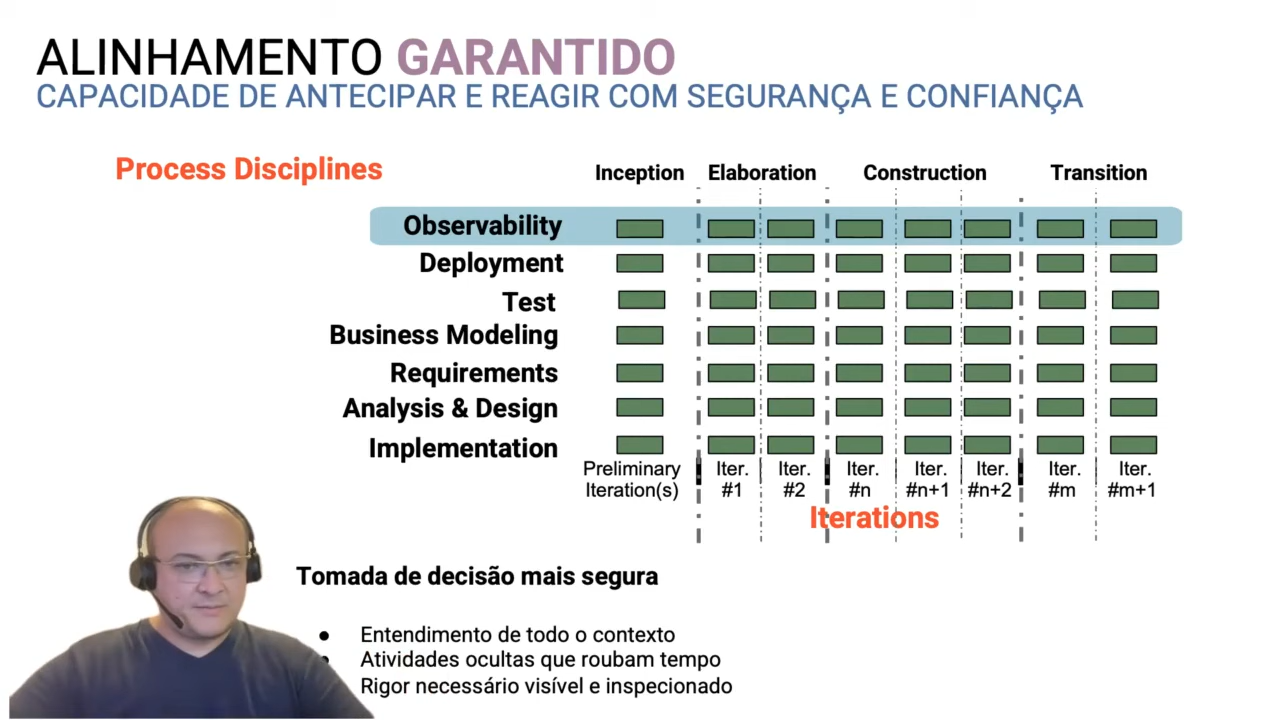 ALINHAMENTO GARANTIDO
CAPACIDADE DE ANTECIPAR E REAGIR COM SEGURANÇA E CONFIANÇA
Process Disciplines
Inception Elaboration Construction Transition
Observability
Deployment
Test
Business Modeling
Requirements
Analysis & Design
Implementation
Preliminary Iter. Iter. Iter. Iter. Iter. Iter. Iter.
Iteration(s) #1 #2 #n #n+1 #n+2 #m #m+1
Iterations
Tomada de decisão mais segura
● Entendimento de todo o contexto
● Atividades ocultas que roubam tempo
Rigor necessário visível e inspecionado